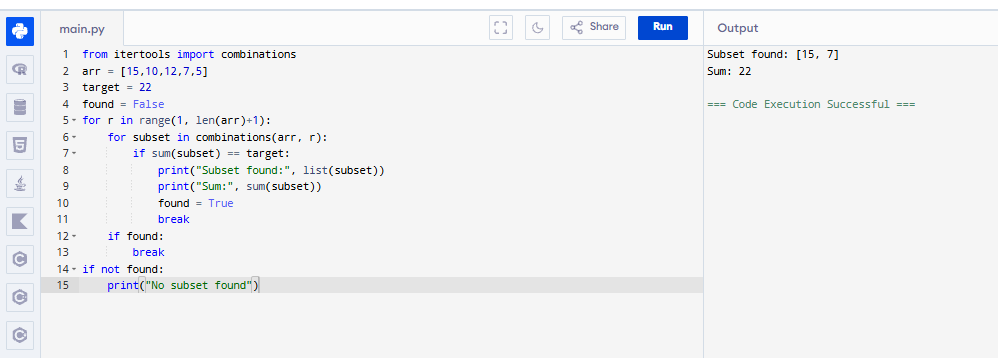 main.py Share Run Output
1 from itertools import combinations
2 arr = [15,10,12,7,5]
3 target = 22
4 found = False
5 for r in range(1, len(arr)+1):
6     for subset in combinations(arr, r):
7         if sum(subset) == target:
8             print("Subset found:", list(subset))
9             print("Sum:", sum(subset))
10             found = True
11             break
12     if found:
13         break
14 if not found:
15     print("No subset found")
Subset found: [15, 7]
Sum: 22
=== Code Execution Successful ===